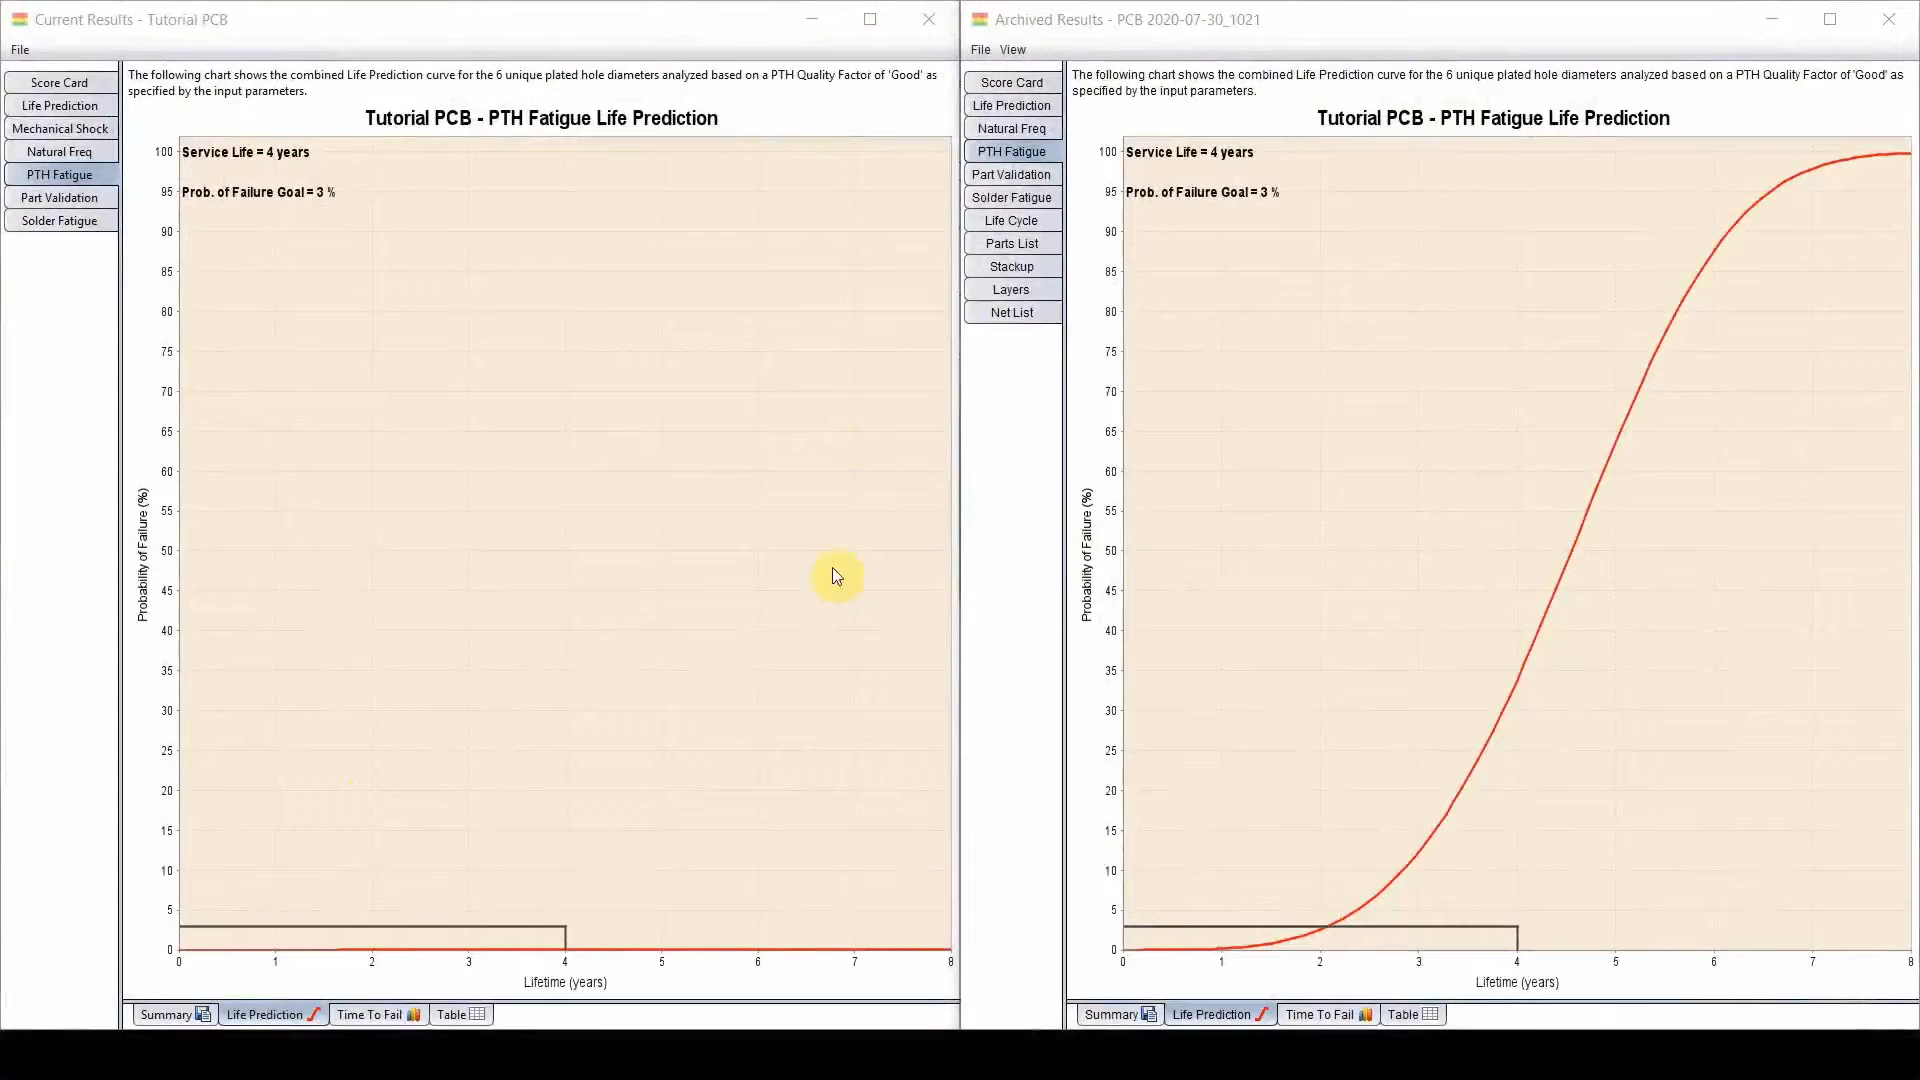 Current Results - Tutorial PCB
File
Score Card
Life Prediction
Mechanical Shock
Natural Freq
PTH Fatigue
Part Validation
Solder Fatigue
The following chart shows the combined Life Prediction curve for the 6 unique plated hole diameters analyzed based on a PTH Quality Factor of 'Good' as
specified by the input parameters.
Tutorial PCB - PTH Fatigue Life Prediction
Service Life = 4 years
Prob. of Failure Goal = 3 %
100
95
90
85
80
75
70
65
60
55
50
45
40
35
30
25
20
15
10
5
0
Probability of Failure (%)
0 1 2 3 4 5 6 7 8
Lifetime (years)
Summary Life Prediction Time To Fail Table
Archived Results - PCB 2020-07-30_1021
File View
Score Card
Life Prediction
Natural Freq
PTH Fatigue
Part Validation
Solder Fatigue
Life Cycle
Parts List
Stackup
Layers
Net List
The following chart shows the combined Life Prediction curve for the 6 unique plated hole diameters analyzed based on a PTH Quality Factor of 'Good' as
specified by the input parameters.
Tutorial PCB - PTH Fatigue Life Prediction
Service Life = 4 years
Prob. of Failure Goal = 3 %
100
95
90
85
80
75
70
65
60
55
50
45
40
35
30
25
20
15
10
5
0
Probability of Failure (%)
0 1 2 3 4 5 6 7 8
Lifetime (years)
Summary Life Prediction Time To Fail Table